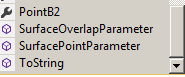 PointB2
SurfaceOverlapParameter
SurfacePointParameter
ToString